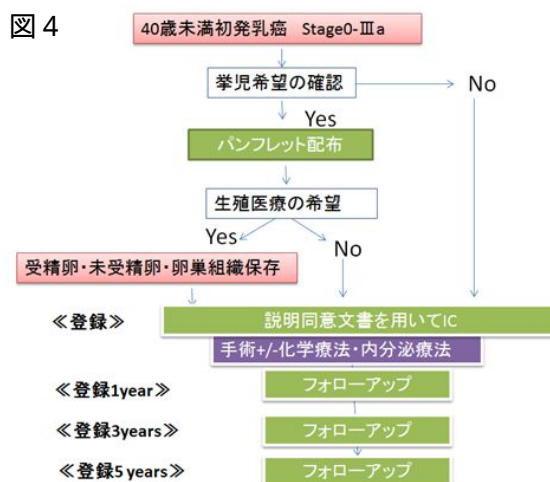 図４
40歳未満初発乳癌 Stage0-Ⅲa
挙児希望の確認
No
Yes
パンフレット配布
生殖医療の希望
Yes
No
受精卵・未受精卵・卵巣組織保存
≪登録≫
説明同意文書を用いてIC
手術+/-化学療法・内分泌療法
≪登録1year≫
フォローアップ
≪登録3years≫
フォローアップ
≪登録5 years≫
フォローアップ